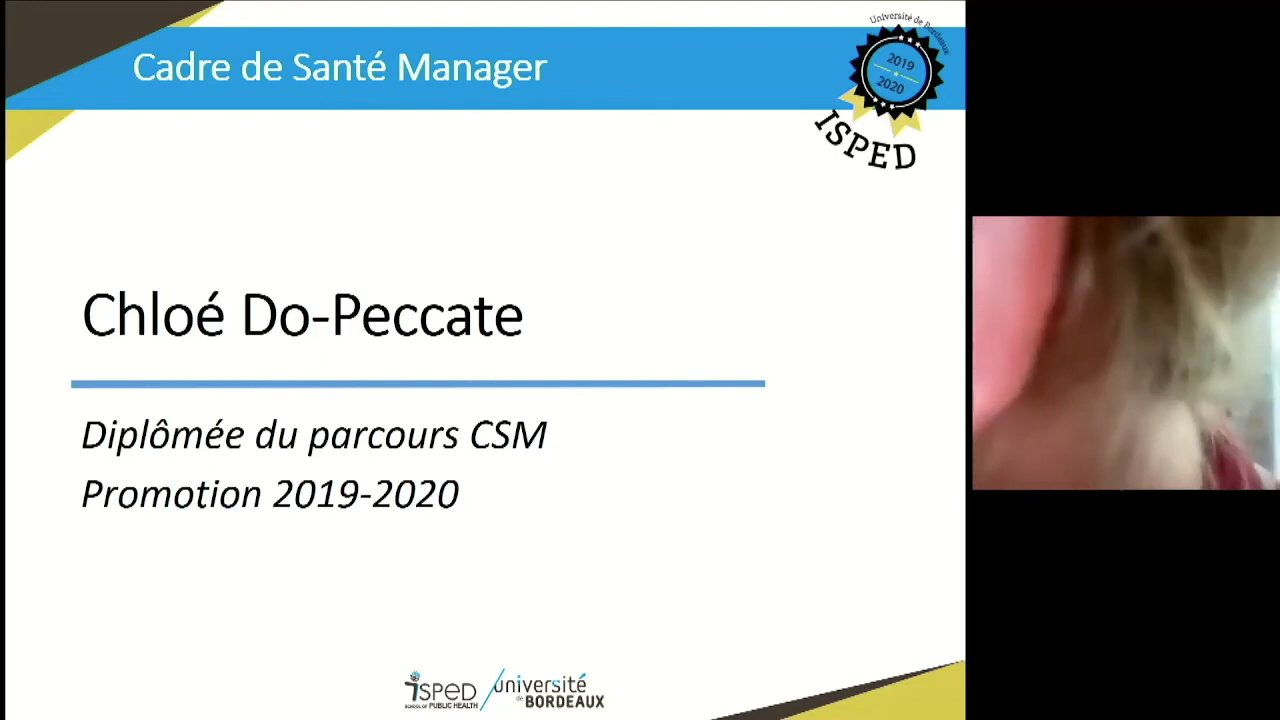 Cadre de Santé Manager
Université de Bordeaux
2019
2020
ISPED
Chloé Do-Peccate
Diplômée du parcours CSM
Promotion 2019-2020
isped
SCHOOL OF PUBLIC HEALTH
université
de BORDEAUX